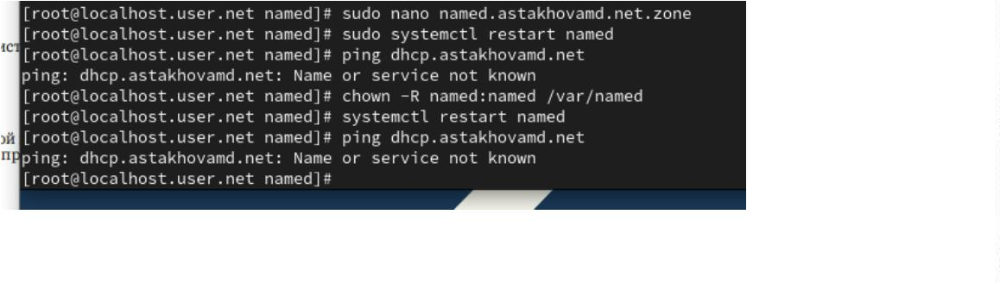 [root@localhost.user.net named]# sudo nano named.astakhovamd.net.zone
[root@localhost.user.net named]# sudo systemctl restart named
ист
[root@localhost.user.net named]# ping dhcp.astakhovamd.net
ping: dhcp.astakhovamd.net: Name or service not known
[root@localhost.user.net named]# chown -R named:named /var/named
[root@localhost.user.net named]# systemctl restart named
ой
[root@localhost.user.net named]# ping dhcp.astakhovamd.net
пр
ping: dhcp.astakhovamd.net: Name or service not known
[root@localhost.user.net named]#